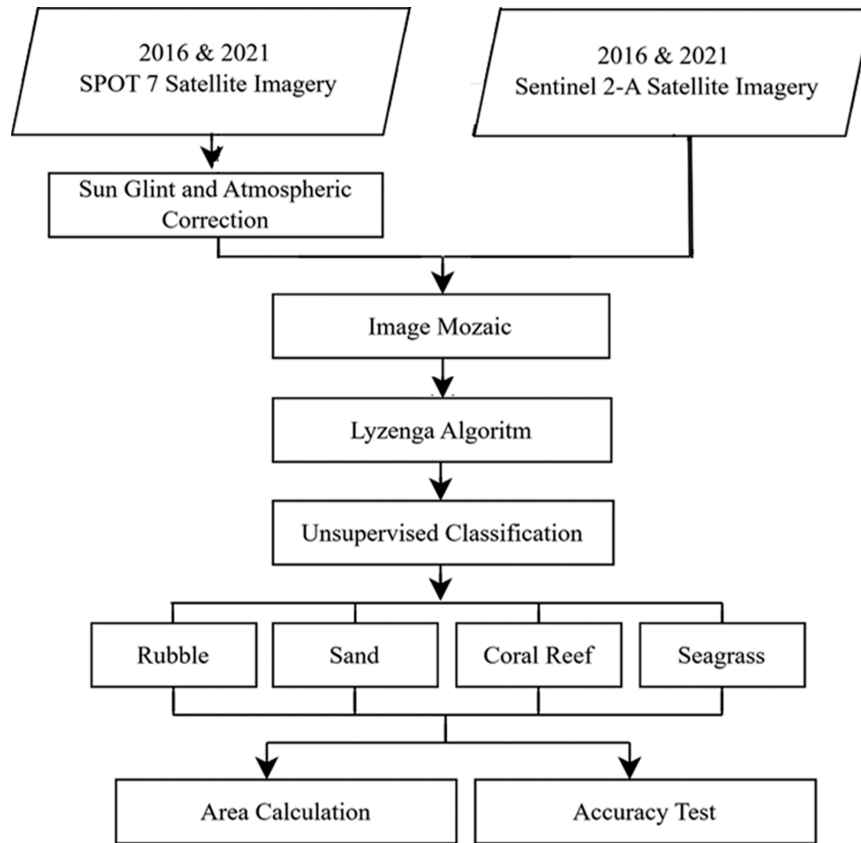 2016 & 2021
SPOT 7 Satellite Imagery
2016 & 2021
Sentinel 2-A Satellite Imagery
Sun Glint and Atmospheric
Correction
Image Mozaic
Lyzenga Algoritm
Unsupervised Classification
Rubble
Sand
Coral Reef
Seagrass
Area Calculation
Accuracy Test